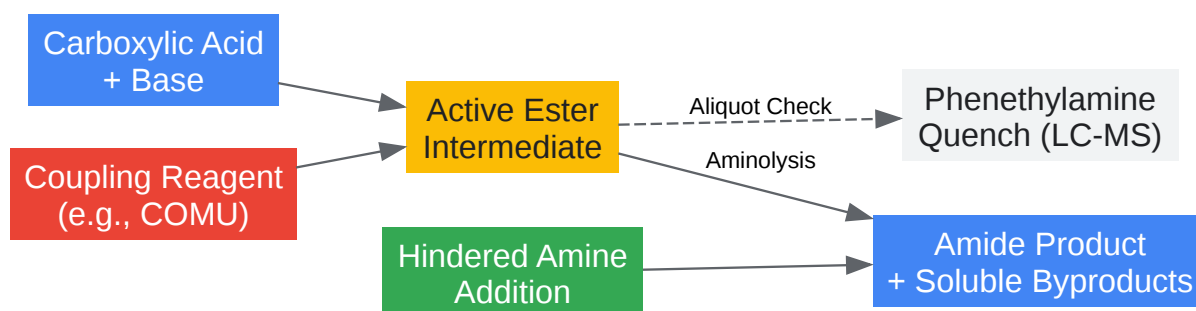 Carboxylic Acid
+ Base
Coupling Reagent
(e.g., COMU)
Active Ester
Intermediate
Aliquot Check
Aminolysis
Phenethylamine
Quench (LC-MS)
Hindered Amine
Addition
Amide Product
+ Soluble Byproducts